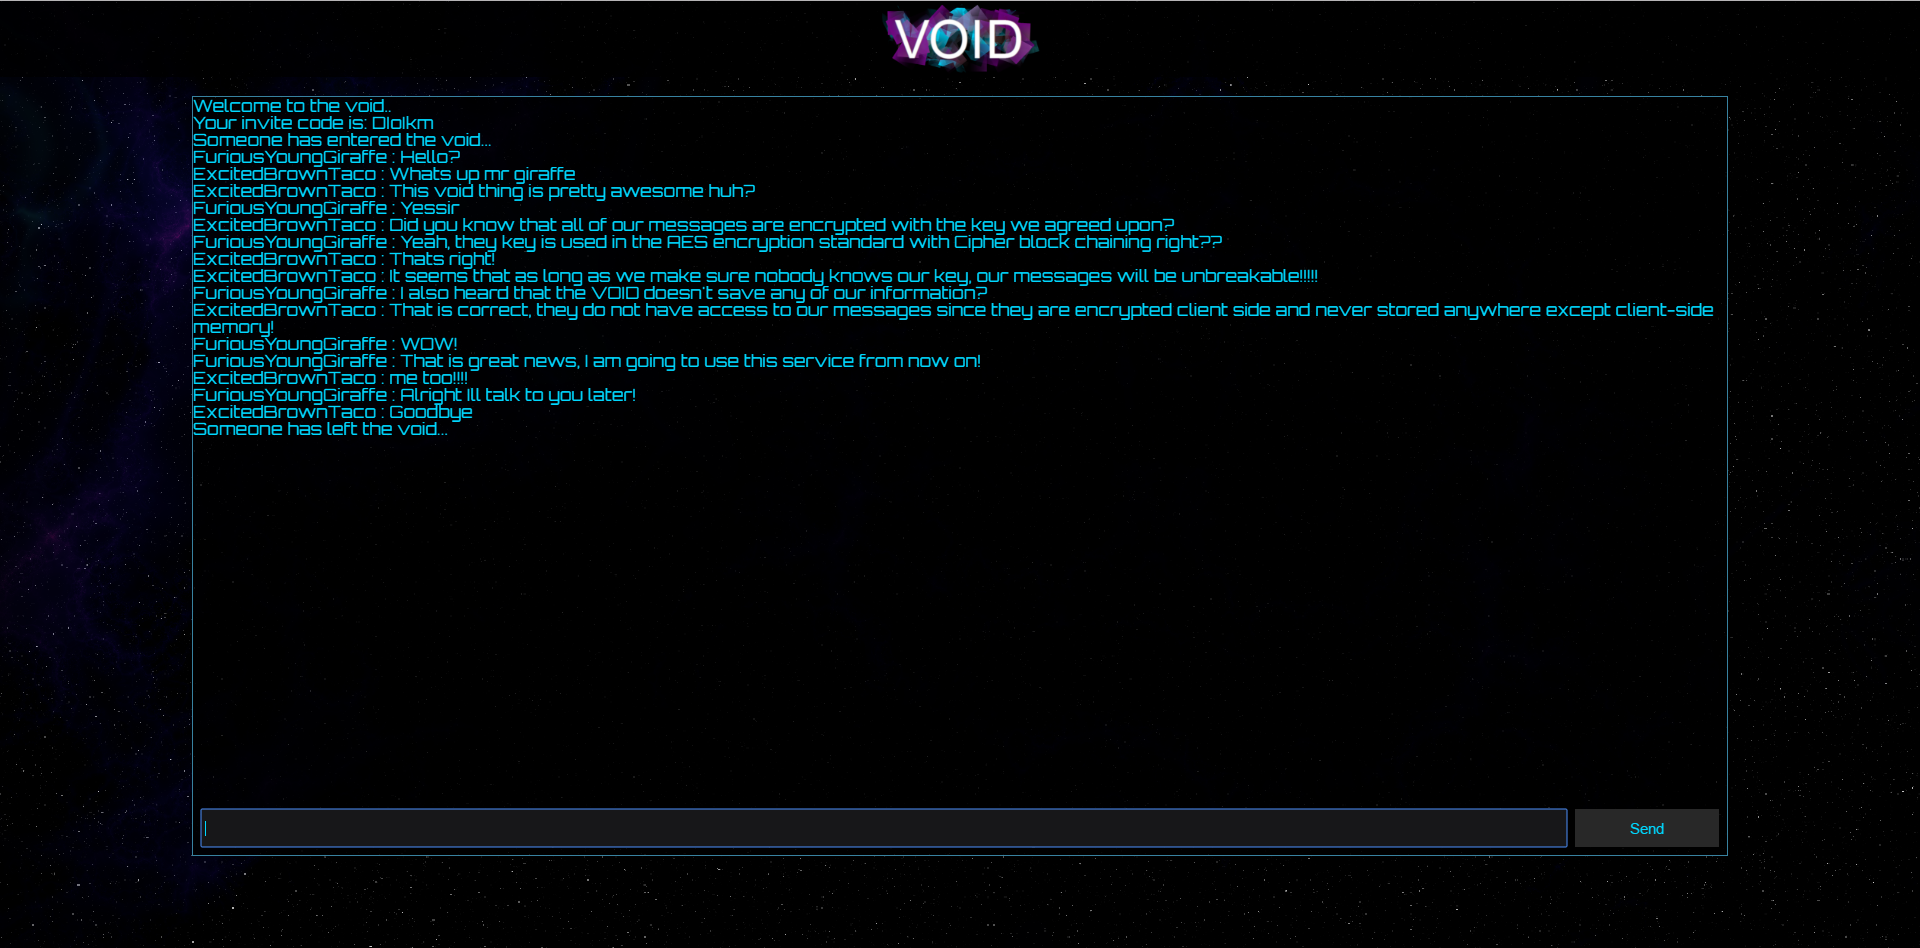 VOID
Welcome to the void..
Your invite code is: DIolkm
Someone has entered the void...
FuriousYoungGiraffe : Hello?
ExcitedBrownTaco : Whats up mr giraffe
ExcitedBrownTaco : This void thing is pretty awesome huh?
FuriousYoungGiraffe : Yessir
ExcitedBrownTaco : Did you know that all of our messages are encrypted with the key we agreed upon?
FuriousYoungGiraffe : Yeah, they key is used in the AES encryption standard with Cipher block chaining right??
ExcitedBrownTaco : Thats right!
ExcitedBrownTaco : It seems that as long as we make sure nobody knows our key, our messages will be unbreakable!!!!!
FuriousYoungGiraffe : I also heard that the VOID doesn't save any of our information?
ExcitedBrownTaco : That is correct, they do not have access to our messages since they are encrypted client side and never stored anywhere except client-side
memory!
FuriousYoungGiraffe : WOW!
FuriousYoungGiraffe : That is great news, I am going to use this service from now on!
ExcitedBrownTaco : me too!!!!
FuriousYoungGiraffe : Alright Ill talk to you later!
ExcitedBrownTaco : Goodbye
Someone has left the void...
Send